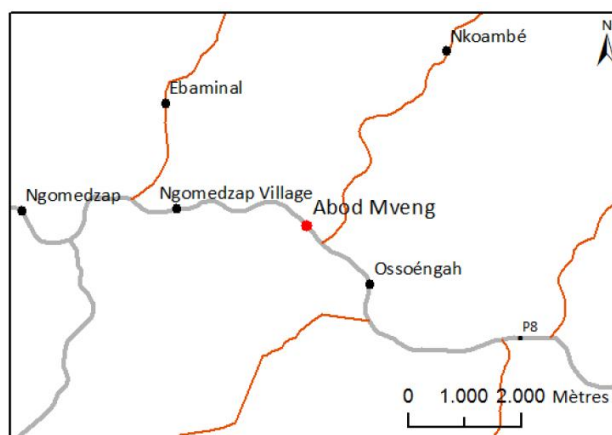 Nkoambé
N
Ebaminal
Ngomedzap
Ngomedzap Village
Abod Mveng
Ossoéngah
P8
0 1.000 2.000 Mètres